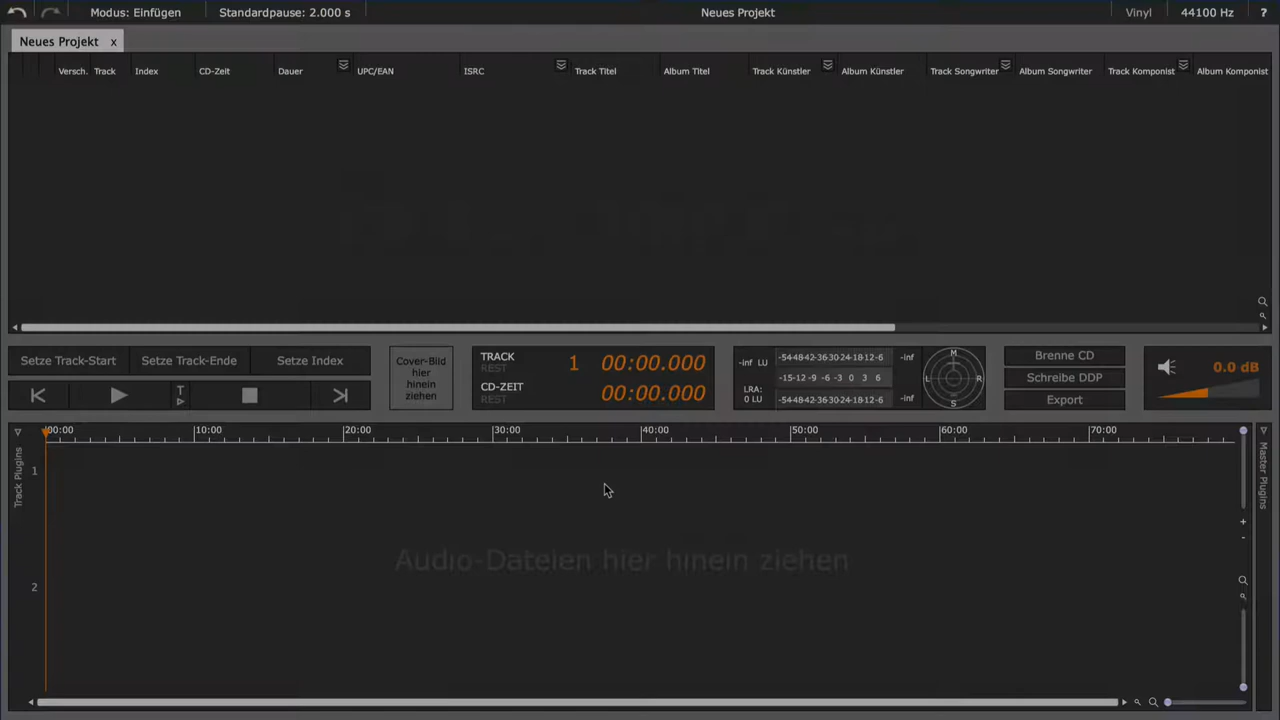 Modus: Einfügen Standardpause: 2.000 s Neues Projekt Vinyl 44100 Hz ?
Neues Projekt x
Versch. Track Index CD-Zeit Dauer UPC/EAN ISRC Track Titel Album Titel Track Künstler Album Künstler Track Songwriter Album Songwriter Track Komponist Album Komponist
Setze Track-Start Setze Track-Ende Setze Index
T
Cover-Bild
hier
hinein
ziehen
TRACK 1 00:00.000
REST
CD-ZEIT 00:00.000
REST
-inf LU -54-48-42-36-30-24-18-12-6 -inf
-15-12-9 -6 -3 0 3 6
LRA:
0 LU -54-48-42-36-30-24-18-12-6 -inf
M
L R
S
Brenne CD
Schreibe DDP
Export
0.0 dB
00:00 10:00 20:00 30:00 40:00 50:00 60:00 70:00
Track Plugins
1
2
Audio-Dateien hier hinein ziehen
+
-
Master Plugins